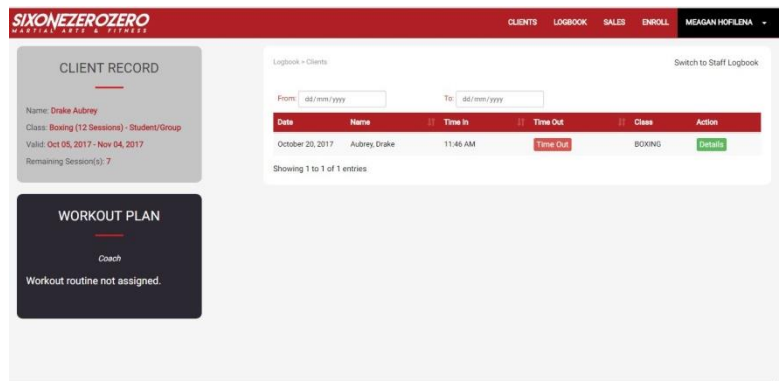 SIXONEZEROZERO
MARTIAL ARTS & FITNESS
CLIENTS LOGBOOK SALES ENROLL MEAGAN HOFILENA
CLIENT RECORD
Name: Drake Aubrey
Class: Boxing (12 Sessions) - Student/Group
Valid: Oct 05, 2017 - Nov 04, 2017
Remaining Session(s): 7
WORKOUT PLAN
Coach
Workout routine not assigned.
Logbook > Clients
Switch to Staff Logbook
From: dd/mm/yyyy To: dd/mm/yyyy
Date Name Time In Time Out Class Action
October 20, 2017 Aubrey, Drake 11:46 AM Time Out BOXING Details
Showing 1 to 1 of 1 entries